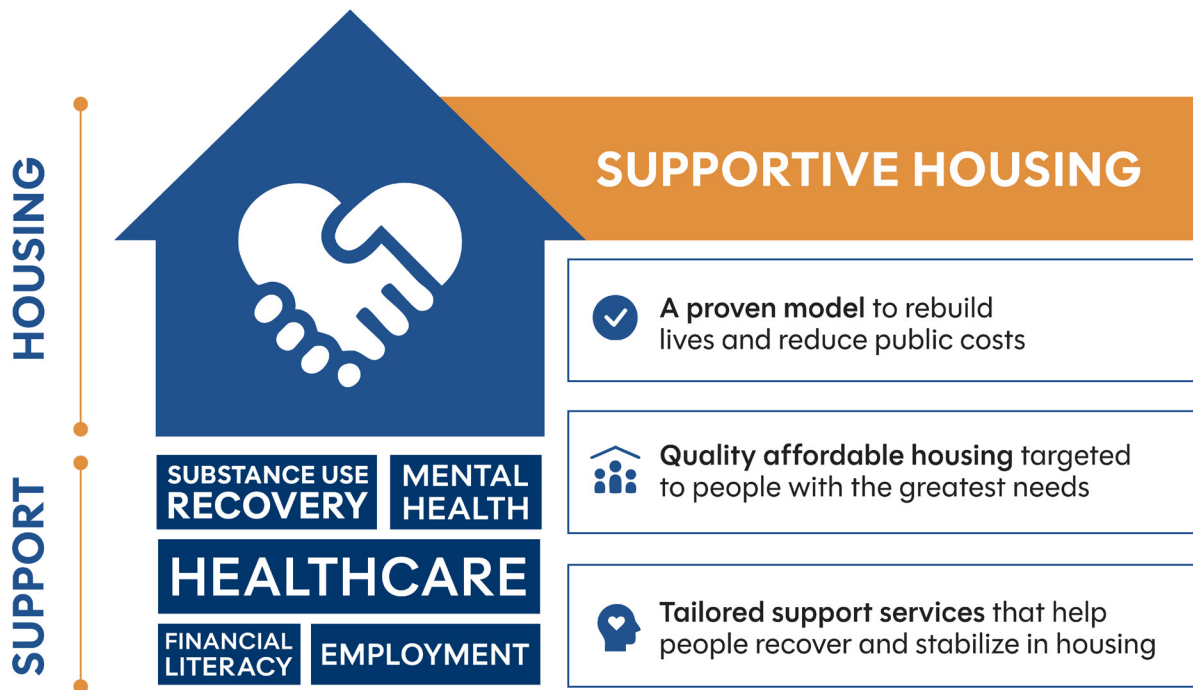 HOUSING
SUPPORT
SUPPORTIVE HOUSING
A proven model to rebuild
lives and reduce public costs
Quality affordable housing targeted
to people with the greatest needs
Tailored support services that help
people recover and stabilize in housing
SUBSTANCE USE
RECOVERY
MENTAL
HEALTH
HEALTHCARE
FINANCIAL
LITERACY
EMPLOYMENT